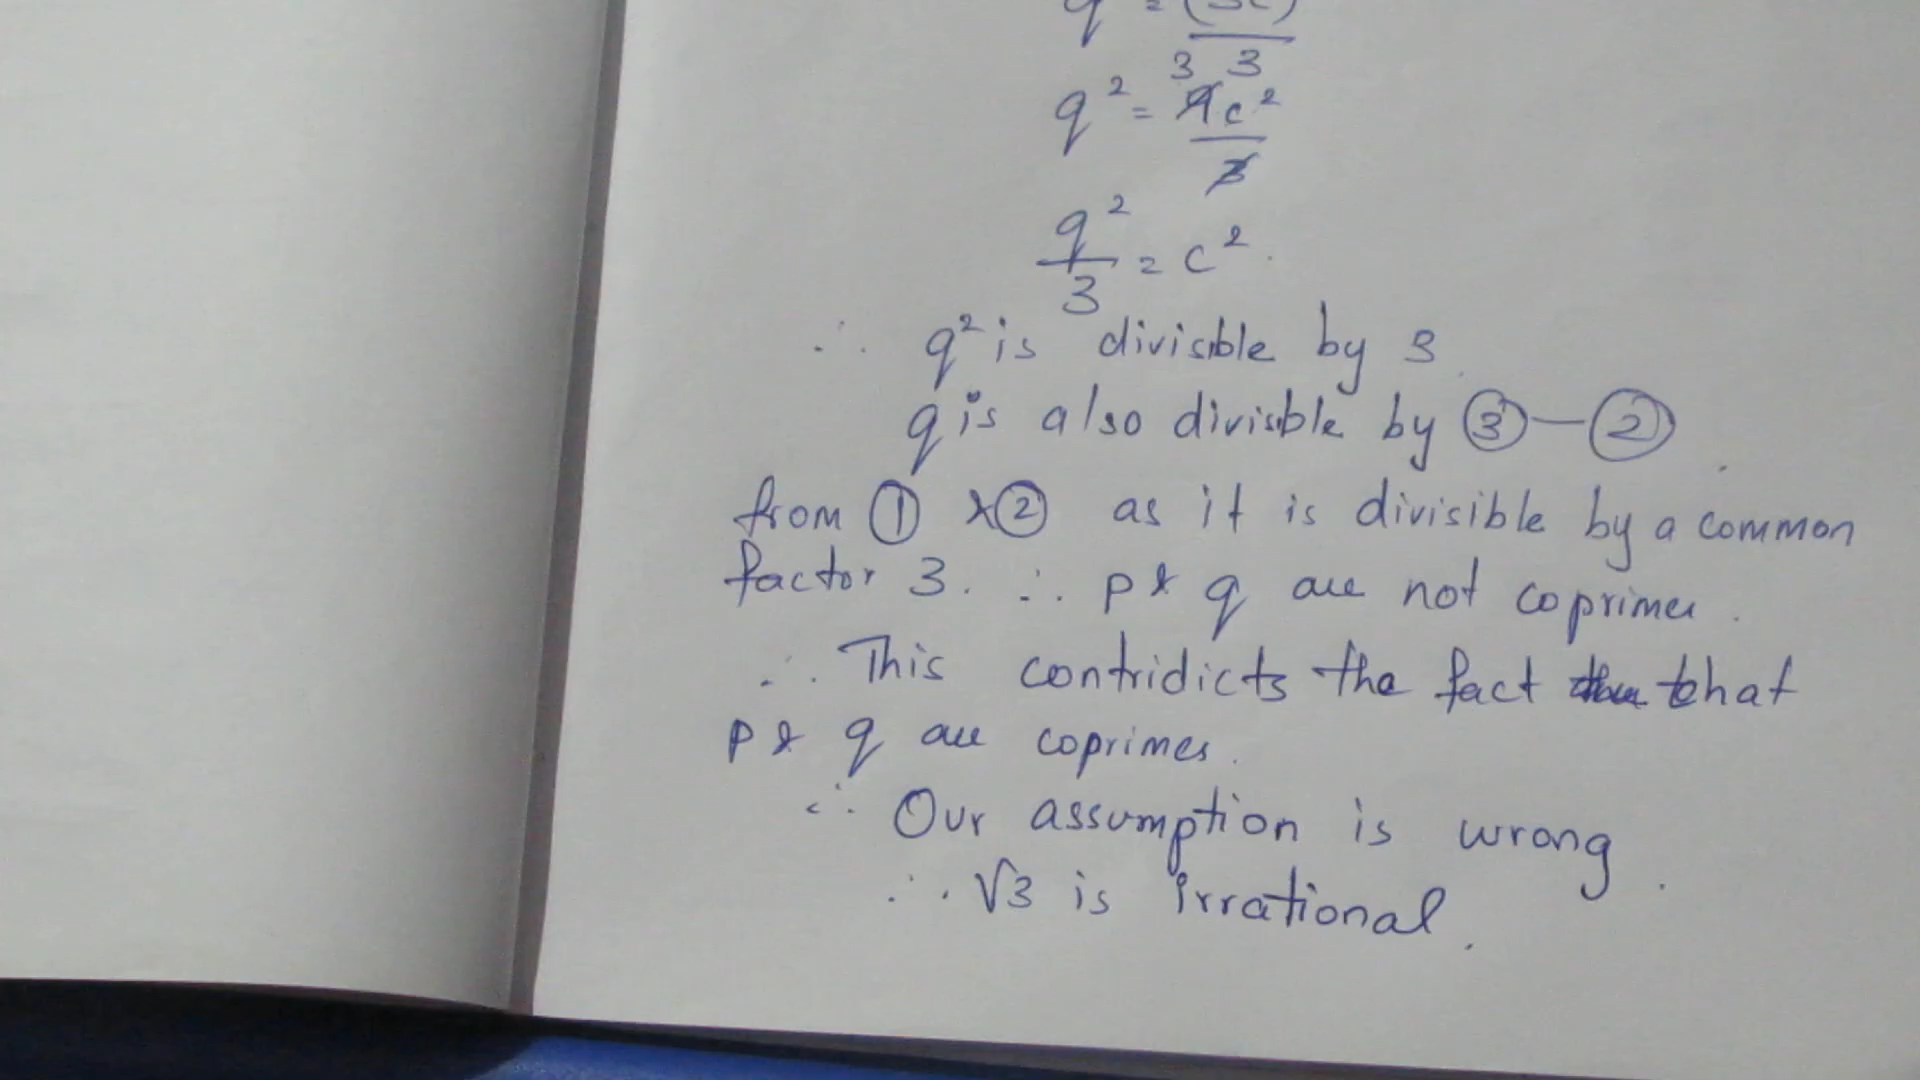 q² = (3c)
3
3
q² = 9c²
3
q²
3 = c².
∴ q² is divisible by 3.
q is also divisible by ③—②
from ① & ② as it is divisible by a common
factor 3. ∴ p & q are not coprimes.
∴ This contridicts the fact that
p & q are coprimes.
∴ Our assumption is wrong.
∴ √3 is irrational.